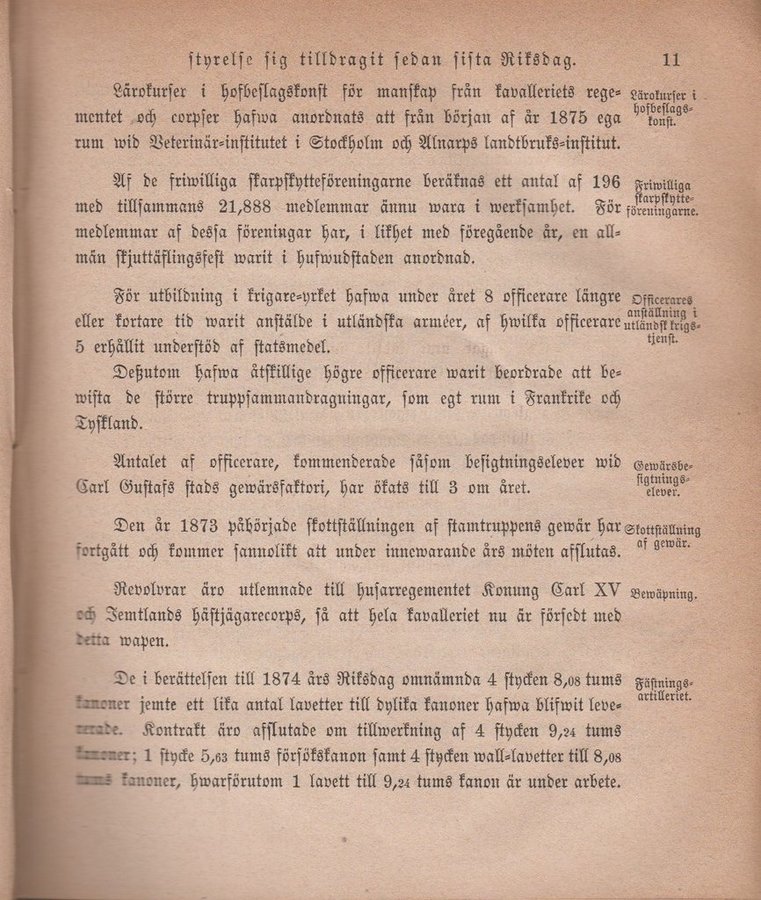 styrelse sig tilldragit sedan sista Riksdag. 11
Lärokurser i hofbeslagskonst för manskap från kavalleriets rege-
mentet och corpser hafwa anordnats att från början af år 1875 ega
rum wid Veterinär-institutet i Stockholm och Alnarps landtbruks-institut.
Lärokurser i
hofbeslags-
konst.
Af de friwilliga skarpskytteföreningarne beräknas ett antal af 196
med tillsammans 21,888 medlemmar ännu wara i werksamhet. För
medlemmar af dessa föreningar har, i likhet med föregående år, en all-
män skjuttäflingsfest warit i hufwudstaden anordnad.
Friwilliga
skarpskytte-
föreningarne.
För utbildning i krigare-yrket hafwa under året 8 officerare längre
eller kortare tid warit anstälde i utländska arméer, af hwilka officerare
5 erhållit understöd af statsmedel.
Officerares
anställning i
utländsk krigs-
tjenst.
Deßutom hafwa åtskillige högre officerare warit beordrade att be-
wista de större truppsammandragningar, som egt rum i Frankrike och
Tyskland.
Antalet af officerare, kommenderade såsom besigtningselever wid
Carl Gustafs stads gewärsfaktori, har ökats till 3 om året.
Gewärsbe-
sigtnings-
elever.
Den år 1873 påbörjade skottställningen af stamtruppens gewär har
fortgått och kommer sannolikt att under innewarande års möten afslutas.
Skottställning
af gewär.
Revolvrar äro utlemnade till husarregementet Konung Carl XV
och Jemtlands hästjägarecorps, så att hela kavalleriet nu är försedt med
detta wapen.
Bewäpning.
De i berättelsen till 1874 års Riksdag omnämnda 4 stycken 8,08 tums
kanoner jemte ett lika antal lavetter till dylika kanoner hafwa blifwit leve-
rerade. Kontrakt äro afslutade om tillwerkning af 4 stycken 9,24 tums
kanoner; 1 stycke 5,63 tums försökskanon samt 4 stycken wall-lavetter till 8,08
tums kanoner, hwarförutom 1 lavett till 9,24 tums kanon är under arbete.
Fästnings-
artilleriet.